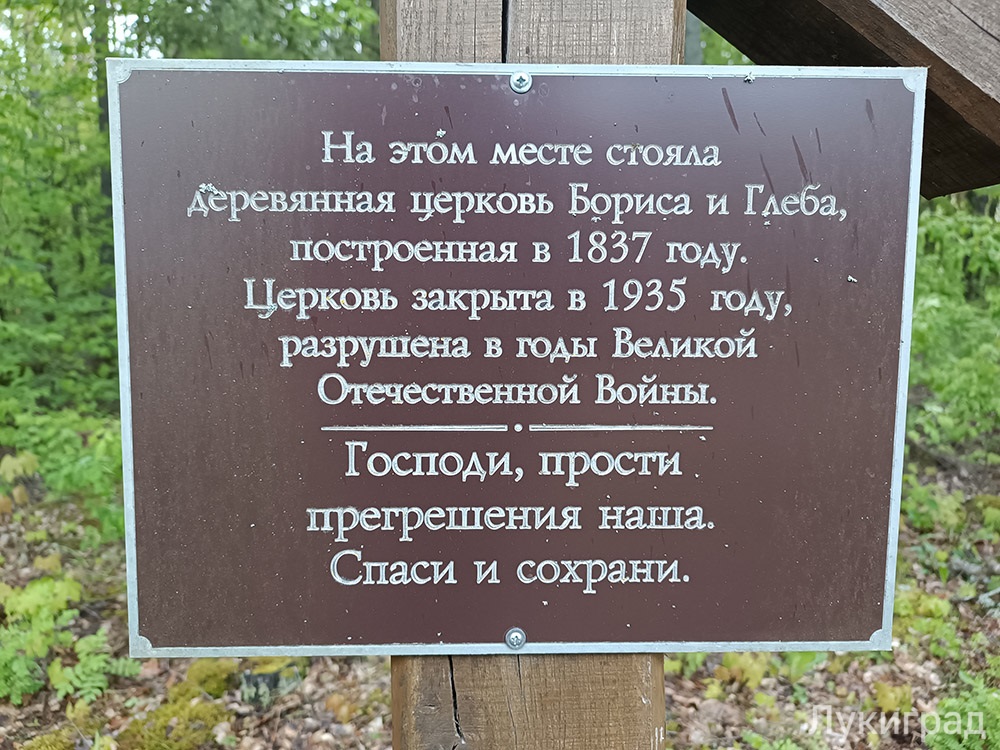 На этом месте стояла
деревянная церковь Бориса и Глеба,
построенная в 1837 году.
Церковь закрыта в 1935 году,
разрушена в годы Великой
Отечественной Войны.
Господи, прости
прегрешения наша.
Спаси и сохрани.
Лукиград